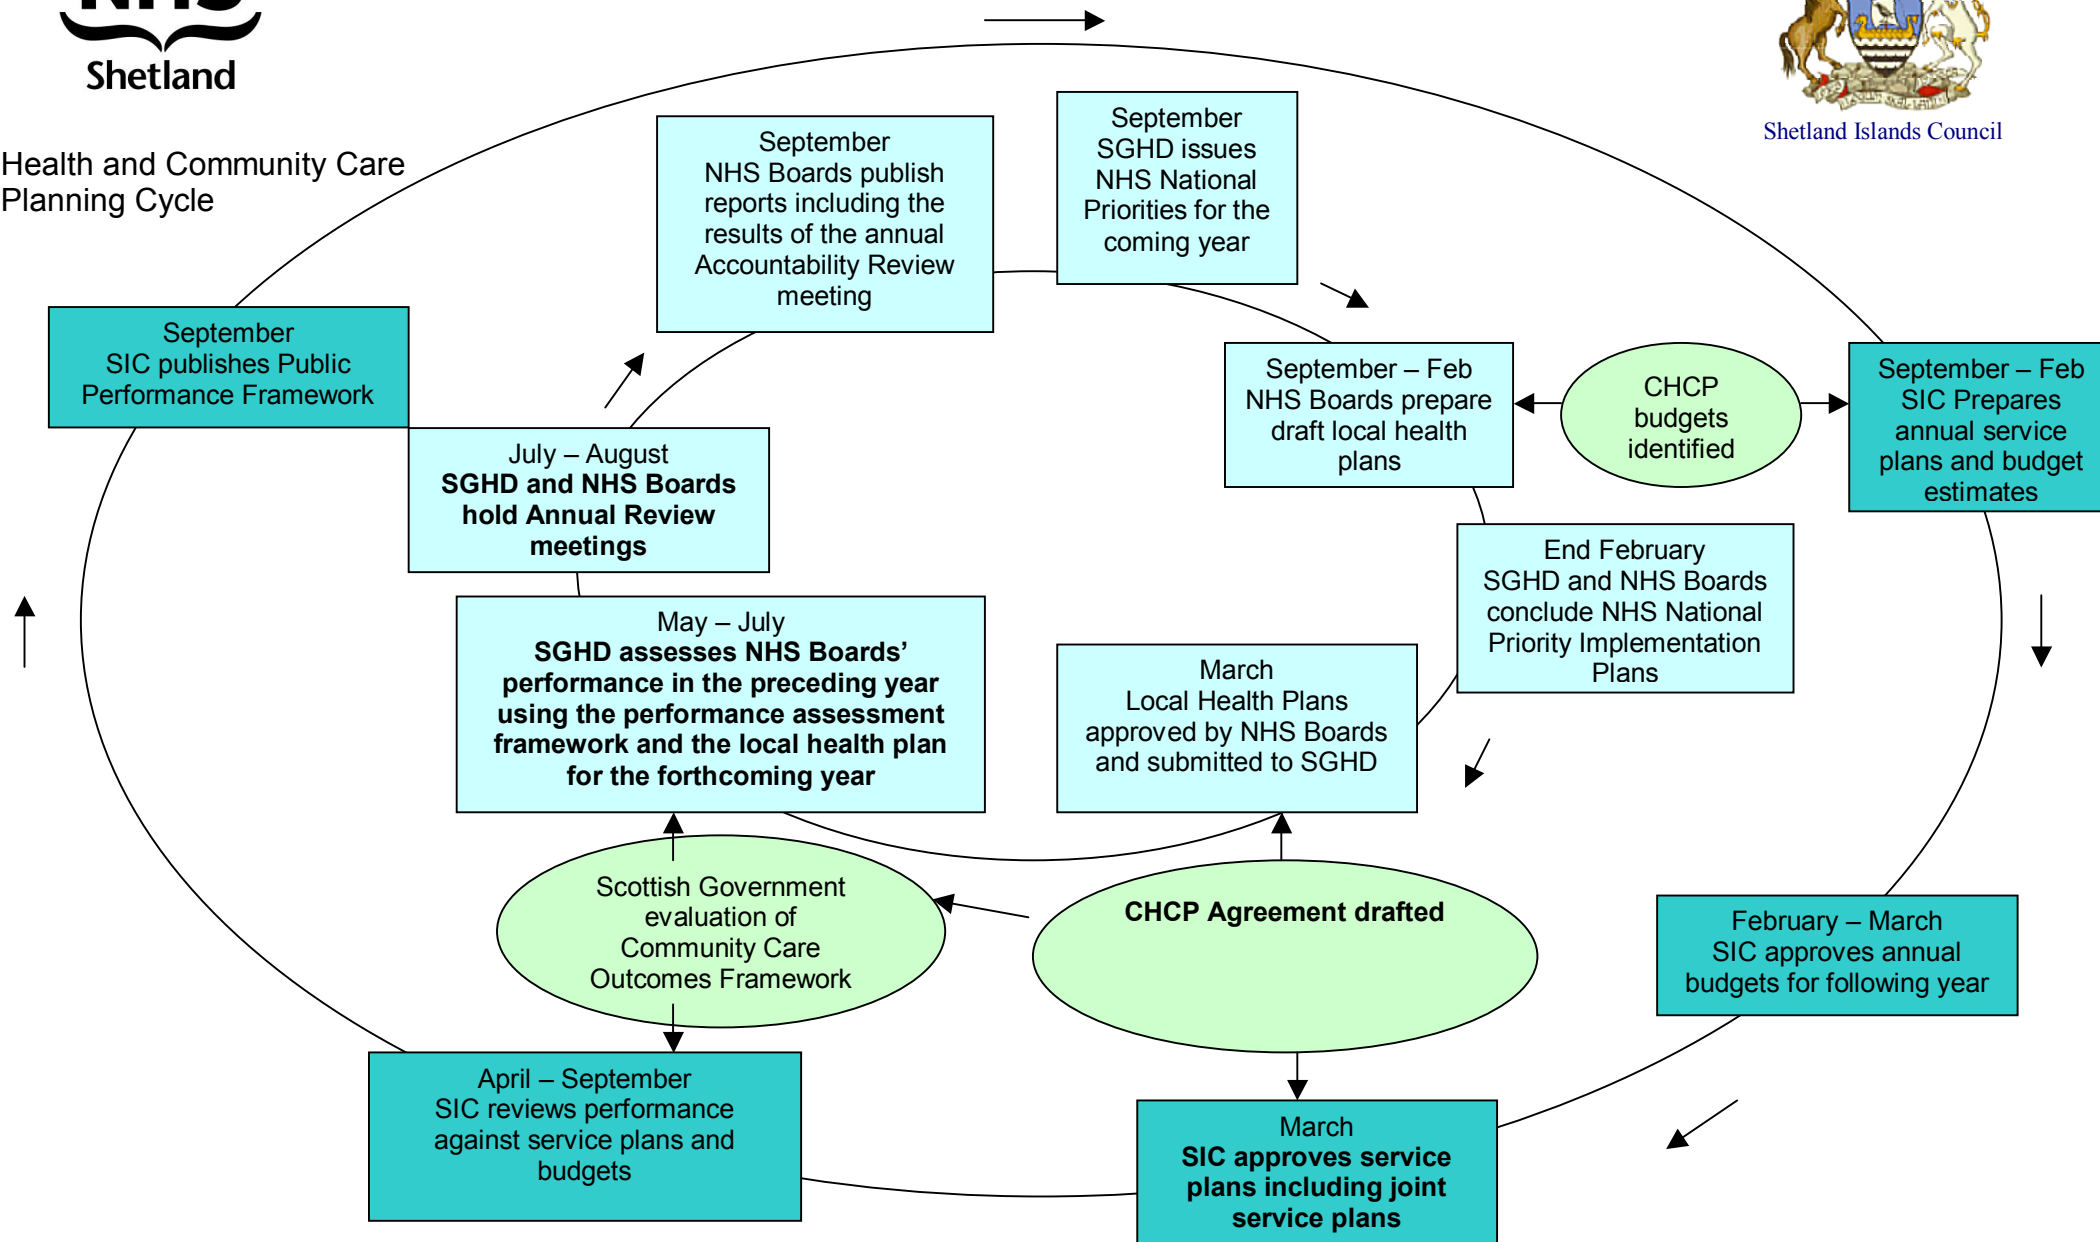 NHS
Shetland
Shetland Islands Council
Health and Community Care
Planning Cycle
September
NHS Boards publish
reports including the
results of the annual
Accountability Review
meeting
September
SGHD issues
NHS National
Priorities for the
coming year
September
SIC publishes Public
Performance Framework
September – Feb
NHS Boards prepare
draft local health
plans
CHCP
budgets
identified
September – Feb
SIC Prepares
annual service
plans and budget
estimates
July – August
SGHD and NHS Boards
hold Annual Review
meetings
End February
SGHD and NHS Boards
conclude NHS National
Priority Implementation
Plans
May – July
SGHD assesses NHS Boards’
performance in the preceding year
using the performance assessment
framework and the local health plan
for the forthcoming year
March
Local Health Plans
approved by NHS Boards
and submitted to SGHD
Scottish Government
evaluation of
Community Care
Outcomes Framework
CHCP Agreement drafted
February – March
SIC approves annual
budgets for following year
April – September
SIC reviews performance
against service plans and
budgets
March
SIC approves service
plans including joint
service plans